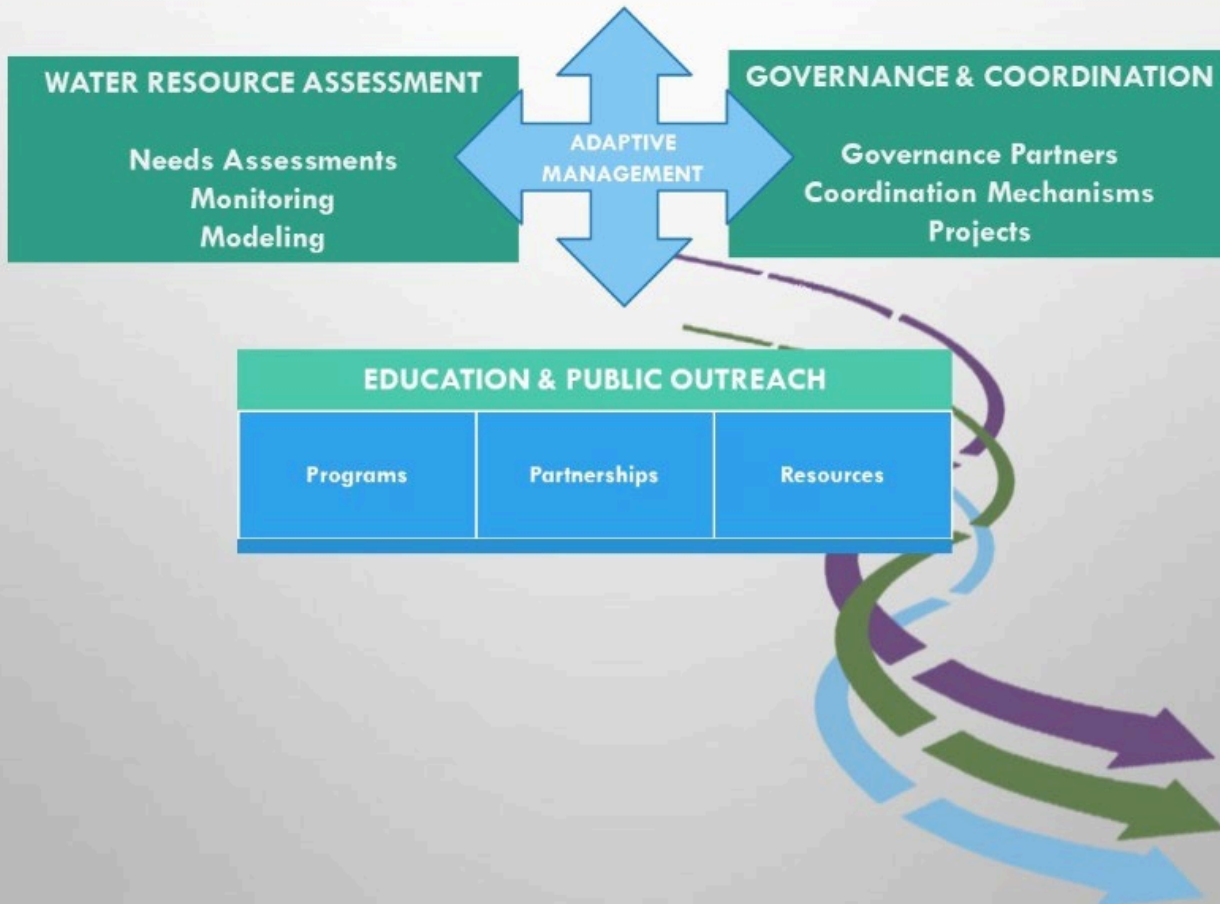 WATER RESOURCE ASSESSMENT
Needs Assessments
Monitoring
Modeling
ADAPTIVE
MANAGEMENT
GOVERNANCE & COORDINATION
Governance Partners
Coordination Mechanisms
Projects
EDUCATION & PUBLIC OUTREACH
Programs
Partnerships
Resources